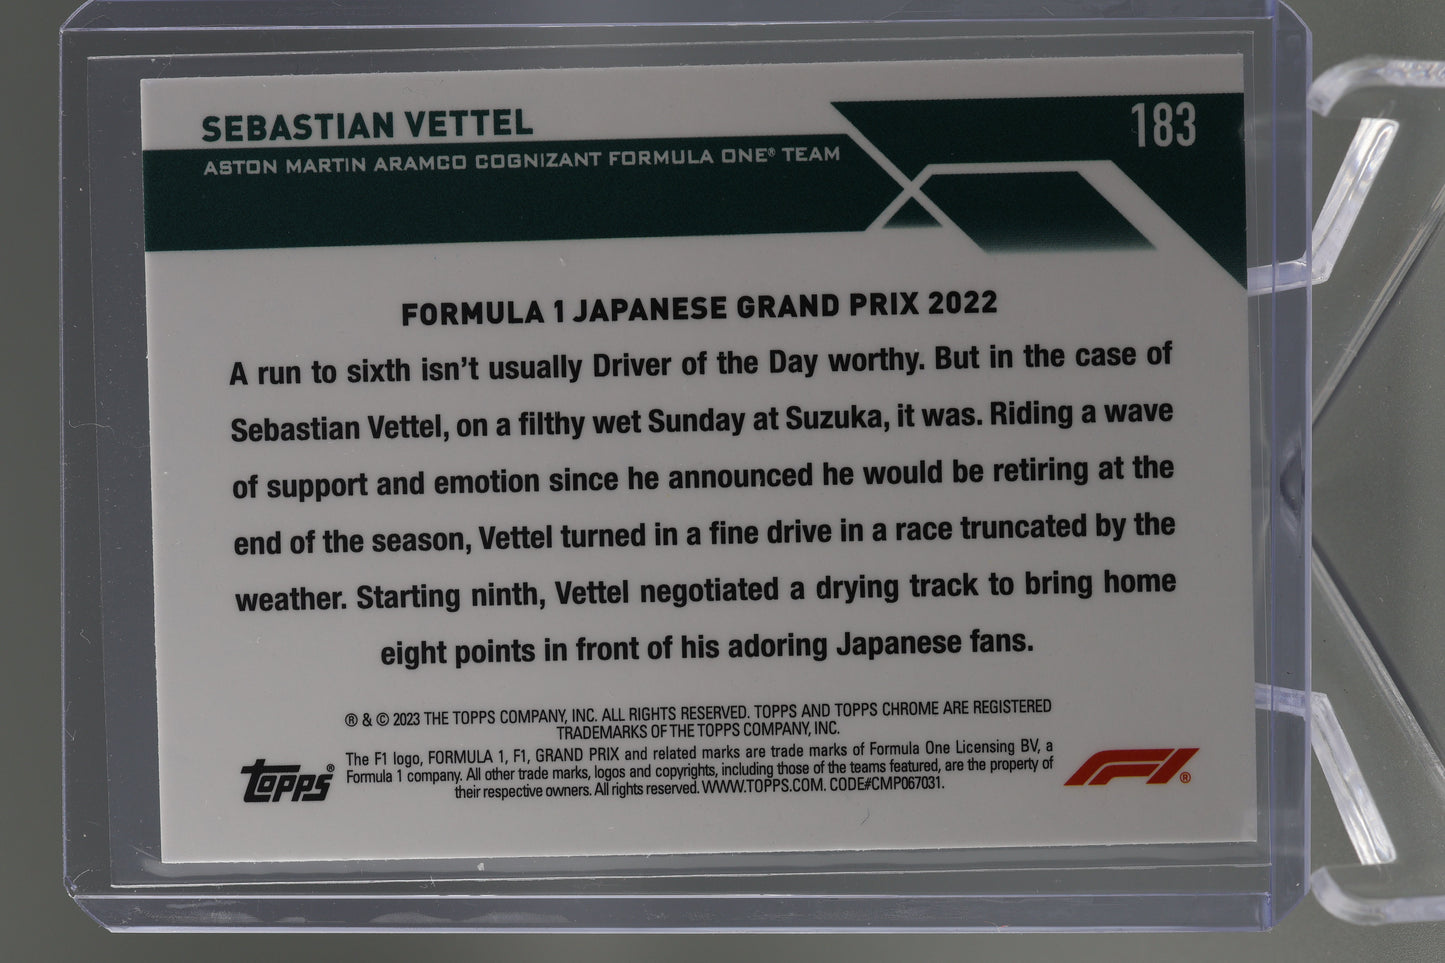 SEBASTIAN VETTEL
183
ASTON MARTIN ARAMCO COGNIZANT FORMULA ONE® TEAM
FORMULA 1 JAPANESE GRAND PRIX 2022
A run to sixth isn't usually Driver of the Day worthy. But in the case of
Sebastian Vettel, on a filthy wet Sunday at Suzuka, it was. Riding a wave
of support and emotion since he announced he would be retiring at the
end of the season, Vettel turned in a fine drive in a race truncated by the
weather. Starting ninth, Vettel negotiated a drying track to bring home
eight points in front of his adoring Japanese fans.
® & © 2023 THE TOPPS COMPANY, INC. ALL RIGHTS RESERVED. TOPPS AND TOPPS CHROME ARE REGISTERED
TRADEMARKS OF THE TOPPS COMPANY, INC.
The F1 logo, FORMULA 1, F1, GRAND PRIX and related marks are trade marks of Formula One Licensing BV, a
Formula 1 company. All other trade marks, logos and copyrights, including those of the teams featured, are the property of
their respective owners. All rights reserved. WWW.TOPPS.COM. CODE#CMP067031.
TOPPS®
F1®